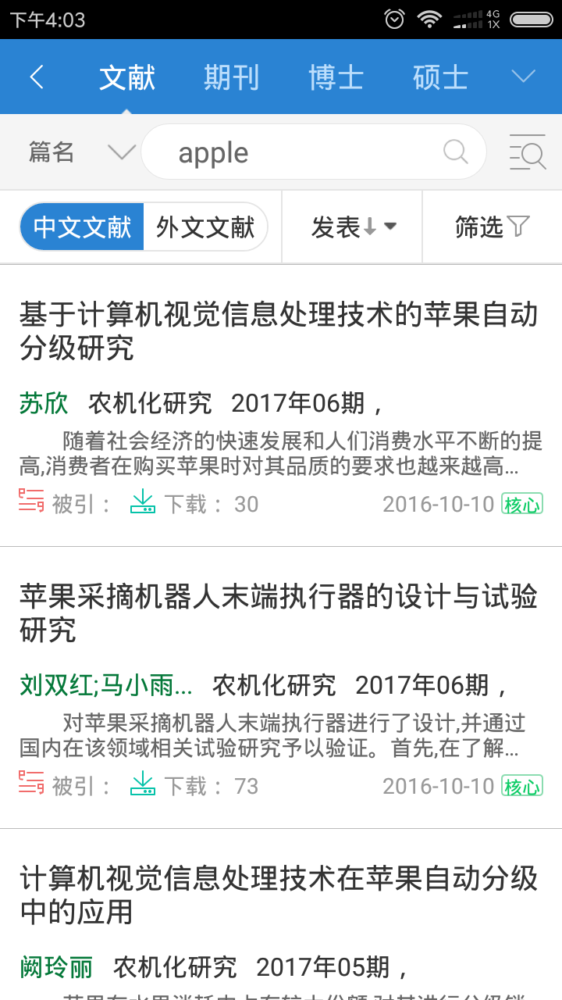 下午4:03 4G 1X
文献 期刊 博士 硕士
篇名 apple
中文文献 外文文献 发表 筛选
基于计算机视觉信息处理技术的苹果自动
分级研究
苏欣 农机化研究 2017年06期，
随着社会经济的快速发展和人们消费水平不断的提
高,消费者在购买苹果时对其品质的要求也越来越高...
被引： 下载：30 2016-10-10 核心
苹果采摘机器人末端执行器的设计与试验
研究
刘双红;马小雨... 农机化研究 2017年06期，
对苹果采摘机器人末端执行器进行了设计,并通过
国内在该领域相关试验研究予以验证。首先,在了解...
被引： 下载：73 2016-10-10 核心
计算机视觉信息处理技术在苹果自动分级
中的应用
阙玲丽 农机化研究 2017年05期，